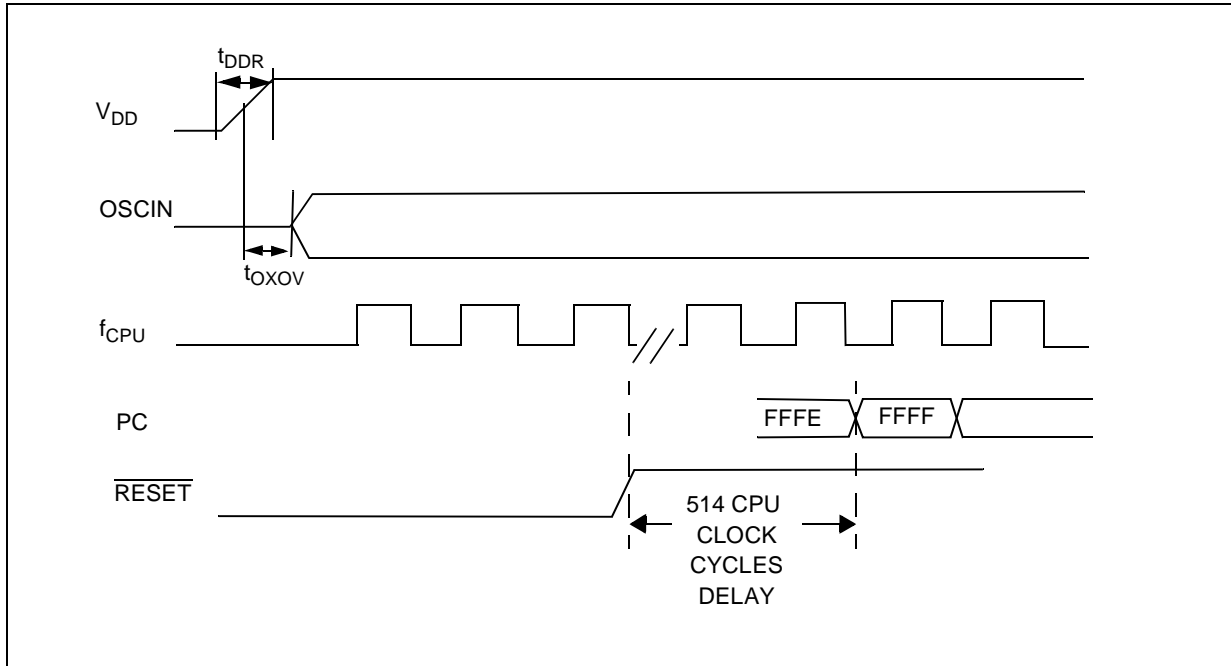 tDDR
VDD
OSCIN
tOXOV
fCPU
PC
FFFE
FFFF
RESET
514 CPU
CLOCK
CYCLES
DELAY